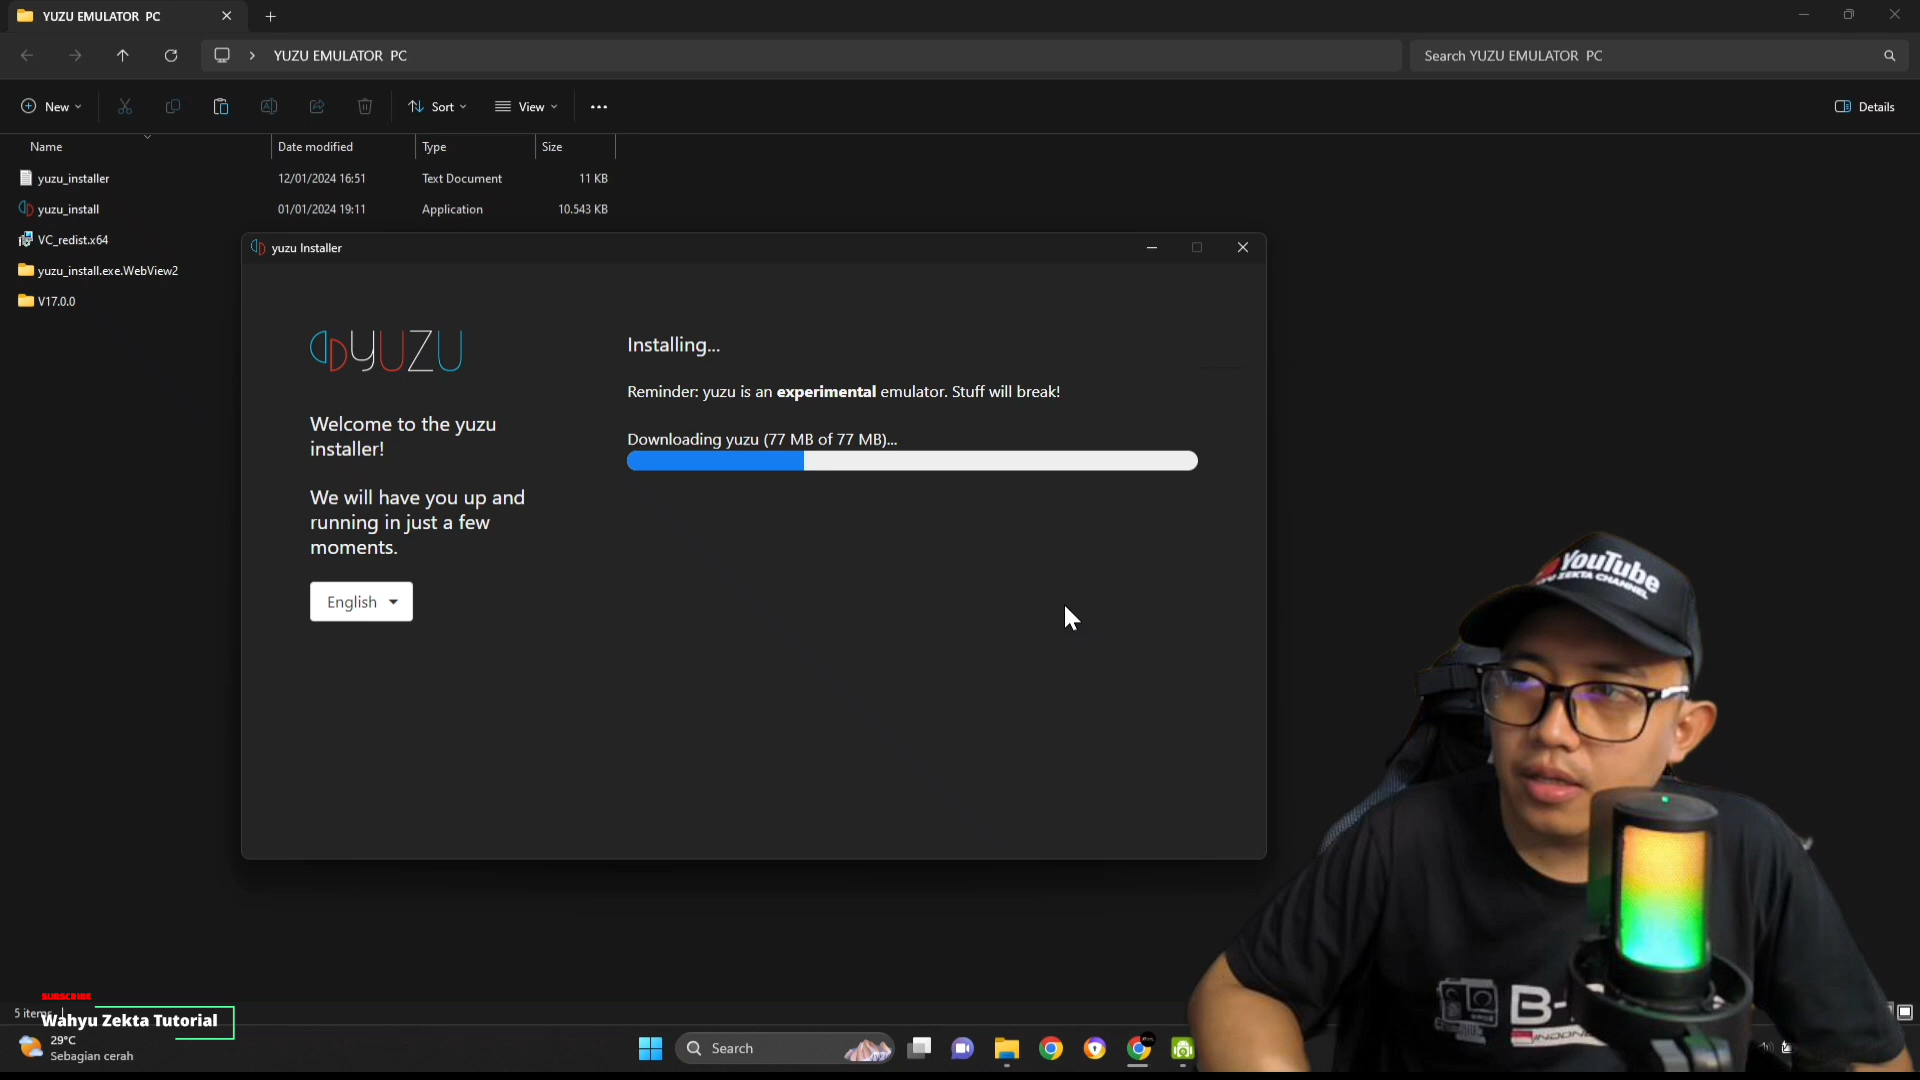 YUZU EMULATOR PC
YUZU EMULATOR PC
Search YUZU EMULATOR PC
New
Sort
View
Details
Name
Date modified
Type
Size
yuzu_installer
12/01/2024 16:51
Text Document
11 KB
yuzu_install
01/01/2024 19:11
Application
10.543 KB
VC_redist.x64
yuzu_install.exe.WebView2
V17.0.0
yuzu Installer
YUZU
Welcome to the yuzu
installer!
We will have you up and
running in just a few
moments.
English
Installing...
Reminder: yuzu is an experimental emulator. Stuff will break!
Downloading yuzu (77 MB of 77 MB)...
YouTube
ZEKTA CHANNEL
B-
5 items
SUBSCRIBE
Wahyu Zekta Tutorial
29°C
Sebagian cerah
Search